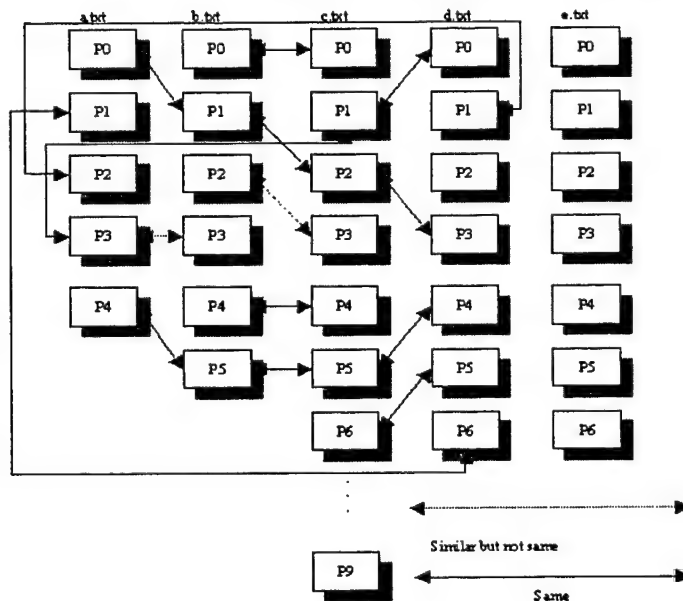 a.txt b.txt c.txt d.txt e.txt
P0 P0 P0 P0 P0
P1 P1 P1 P1 P1
P2 P2 P2 P2 P2
P3 P3 P3 P3 P3
P4 P4 P4 P4 P4
P5 P5 P5 P5
P6 P6 P6
Similar but not same
P9
Same